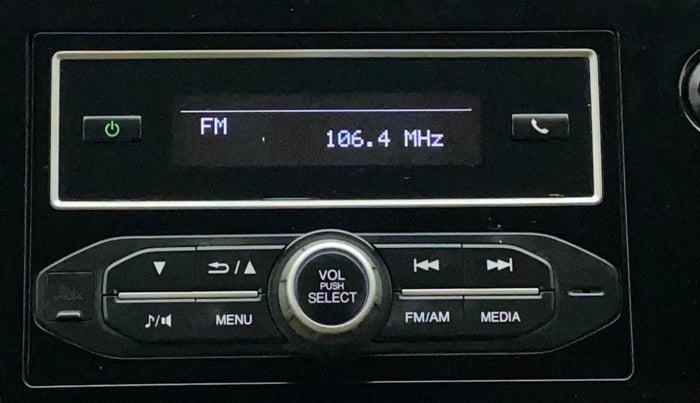 FM
106.4 MHz
VOL
PUSH
SELECT
MENU
FM/AM
MEDIA